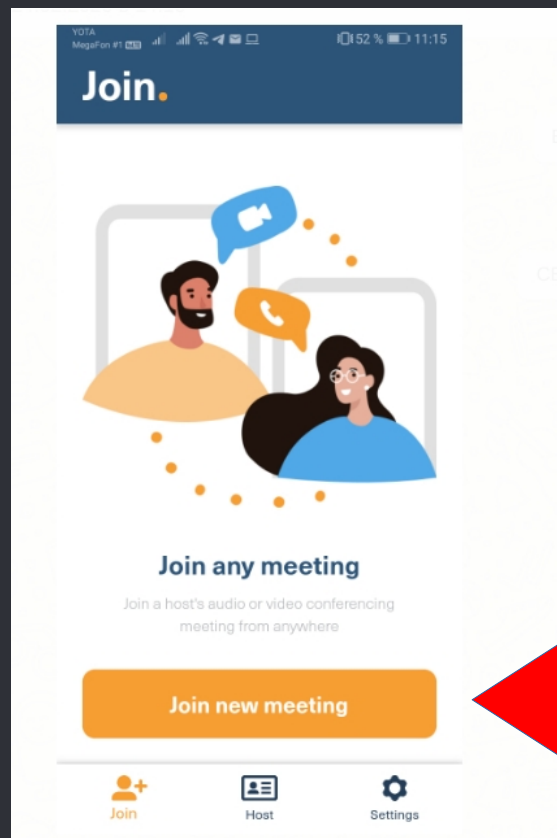 YOTA
MegaFon #1 52 % 11:15
Join.
Join any meeting
Join a host's audio or video conferencing
meeting from anywhere
Join new meeting
Join Host Settings